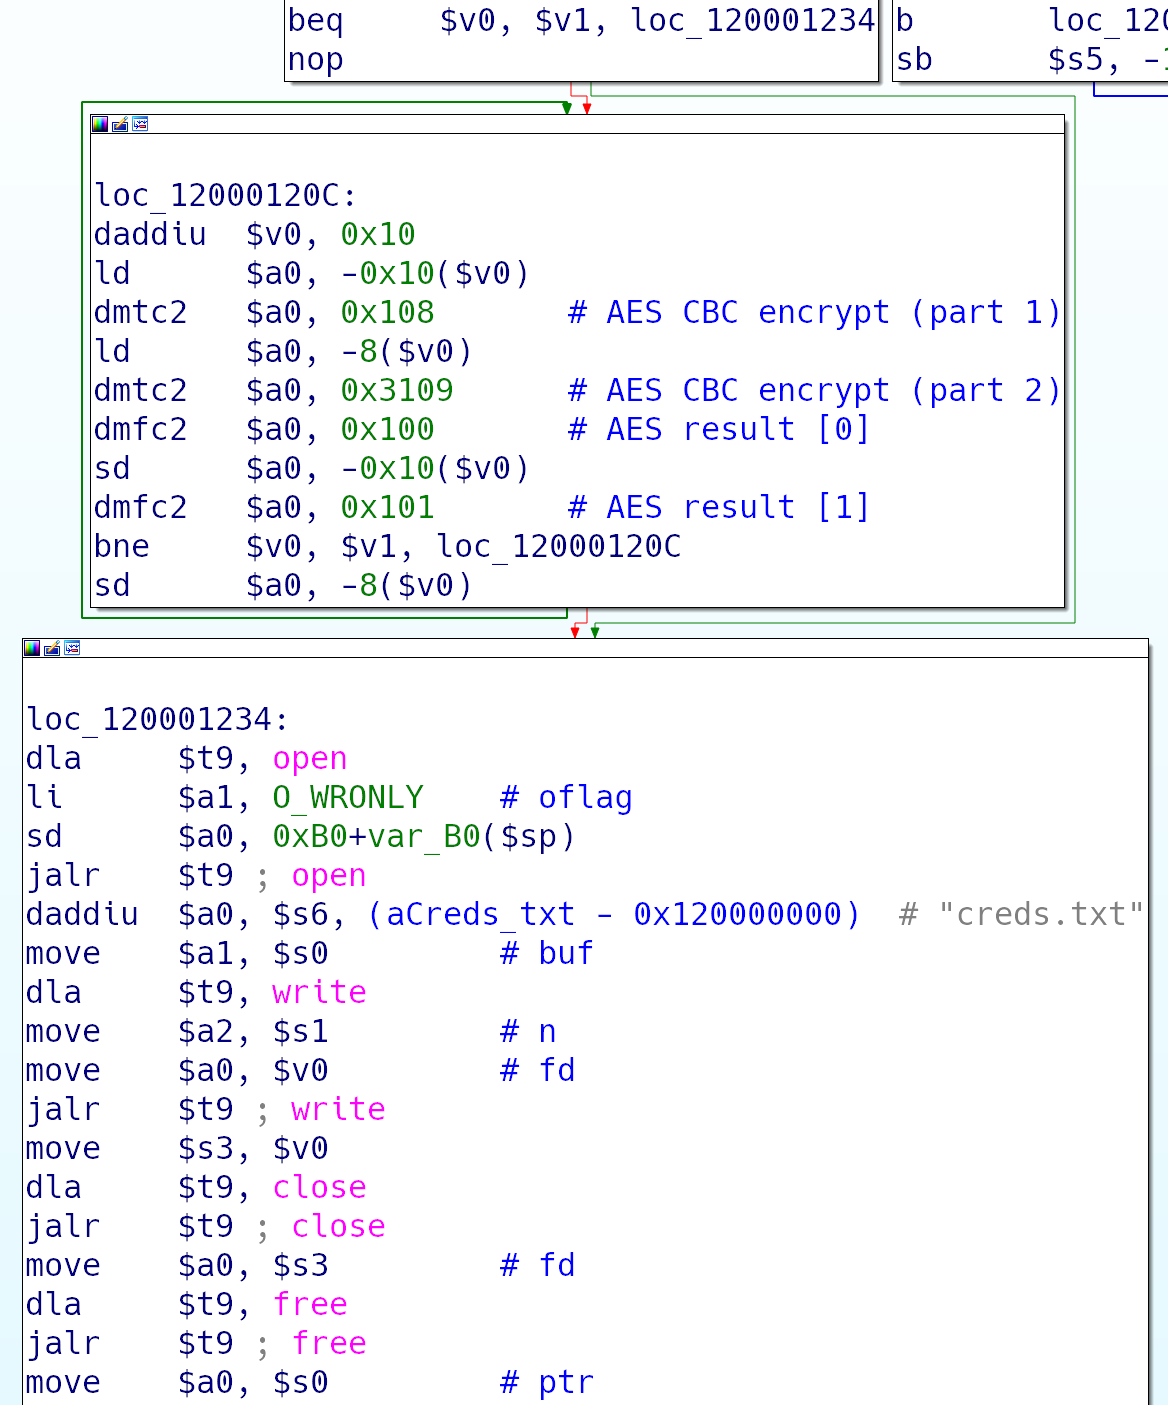 beq $v0, $v1, loc_120001234
nop
b loc_120
sb $s5, -1
loc_12000120C:
daddiu $v0, 0x10
ld $a0, -0x10($v0)
dmtc2 $a0, 0x108 # AES CBC encrypt (part 1)
ld $a0, -8($v0)
dmtc2 $a0, 0x3109 # AES CBC encrypt (part 2)
dmfc2 $a0, 0x100 # AES result [0]
sd $a0, -0x10($v0)
dmfc2 $a0, 0x101 # AES result [1]
bne $v0, $v1, loc_12000120C
sd $a0, -8($v0)
loc_120001234:
dla $t9, open
li $a1, O_WRONLY # oflag
sd $a0, 0xB0+var_B0($sp)
jalr $t9 ; open
daddiu $a0, $s6, (aCreds_txt - 0x120000000) # "creds.txt"
move $a1, $s0 # buf
dla $t9, write
move $a2, $s1 # n
move $a0, $v0 # fd
jalr $t9 ; write
move $s3, $v0
dla $t9, close
jalr $t9 ; close
move $a0, $s3 # fd
dla $t9, free
jalr $t9 ; free
move $a0, $s0 # ptr